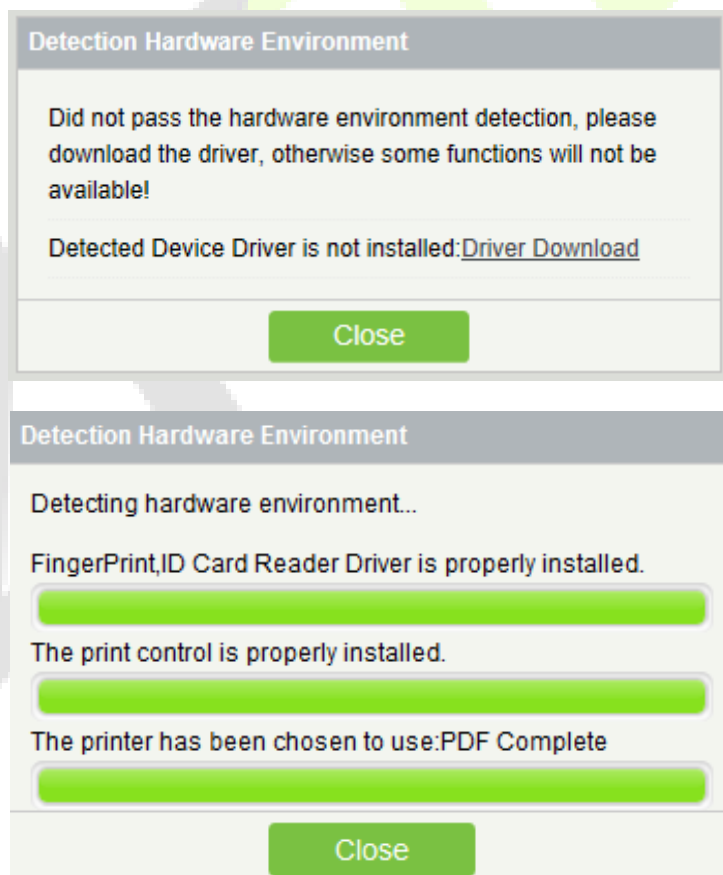 Detection Hardware Environment
Did not pass the hardware environment detection, please
download the driver, otherwise some functions will not be
available!
Detected Device Driver is not installed:Driver Download
Close
Detection Hardware Environment
Detecting hardware environment...
FingerPrint,ID Card Reader Driver is properly installed.
The print control is properly installed.
The printer has been chosen to use:PDF Complete
Close